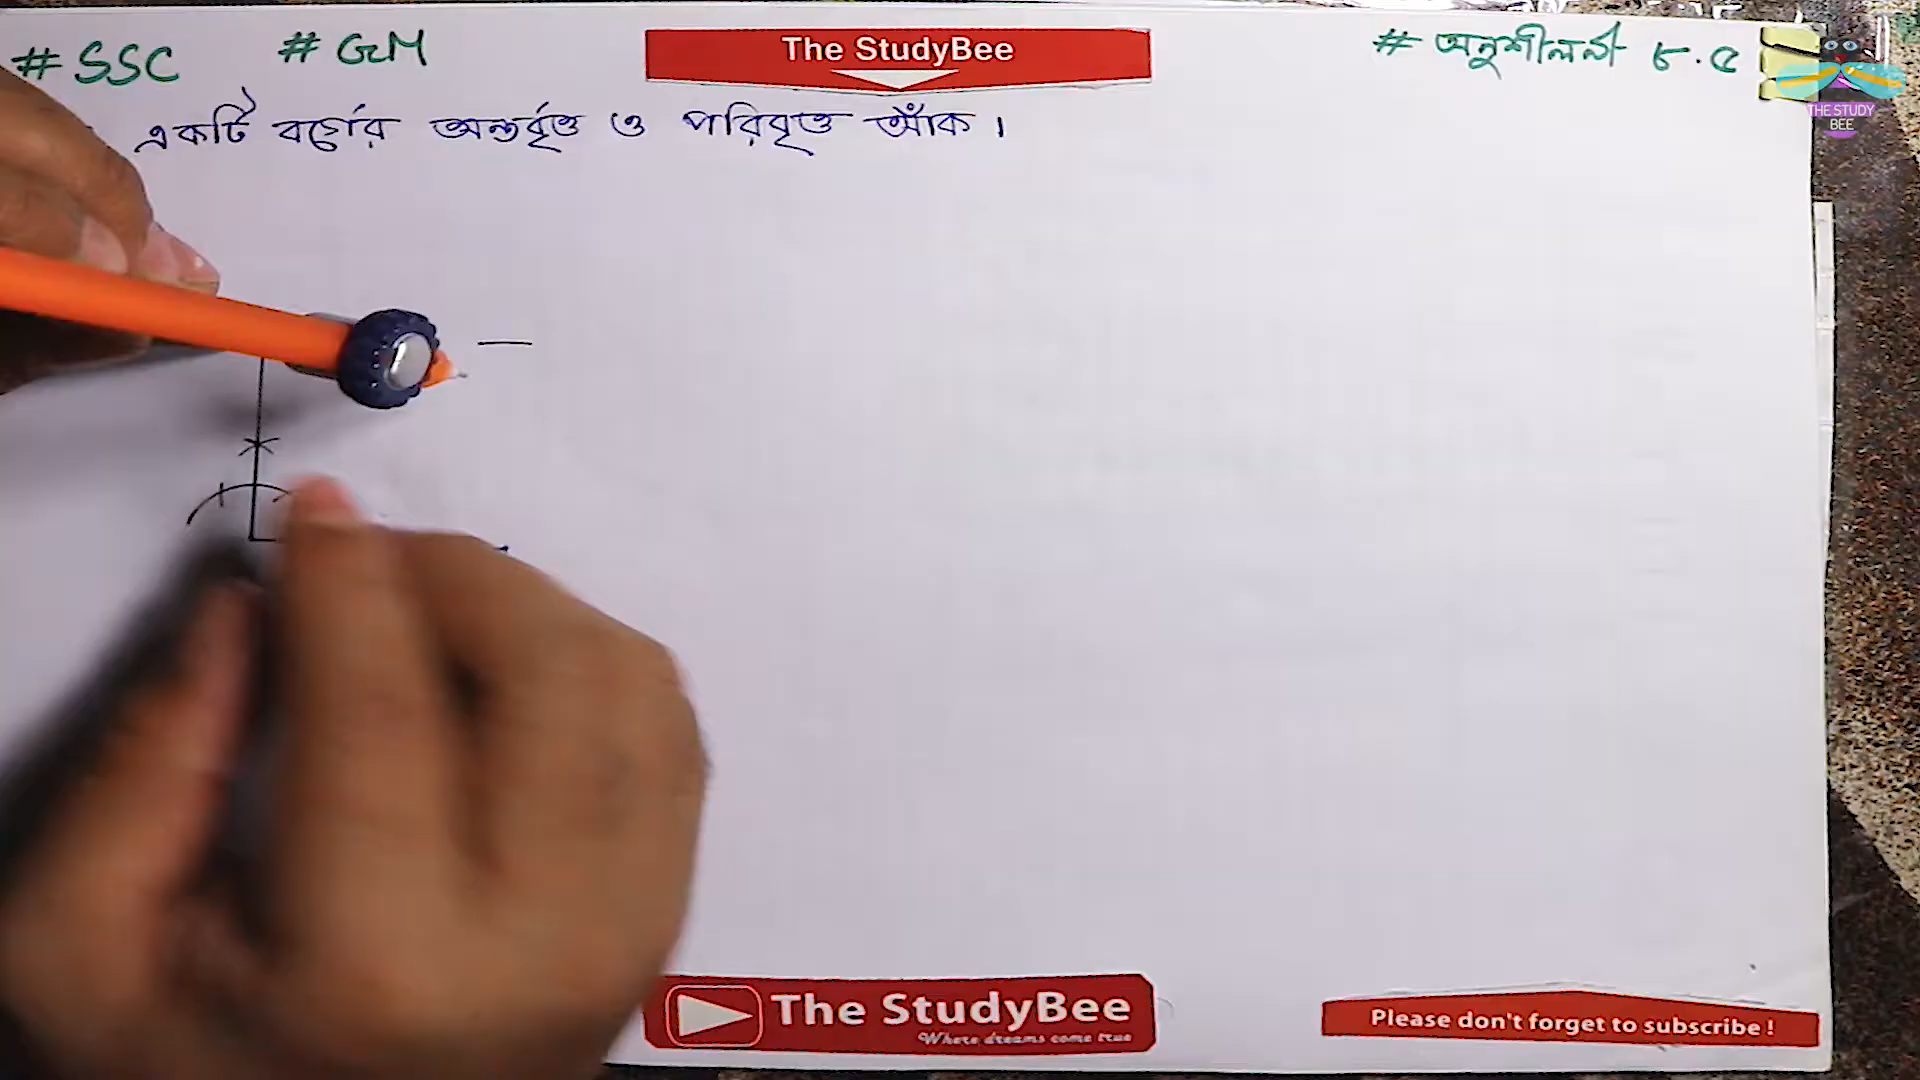 # SSC # GM The StudyBee # অনুশীলনী ৮.৫
THE STUDY
BEE
একটি বর্গের অন্তর্বৃত্ত ও পরিবৃত্ত আঁক।
The StudyBee
Where dreams come true
Please don't forget to subscribe!